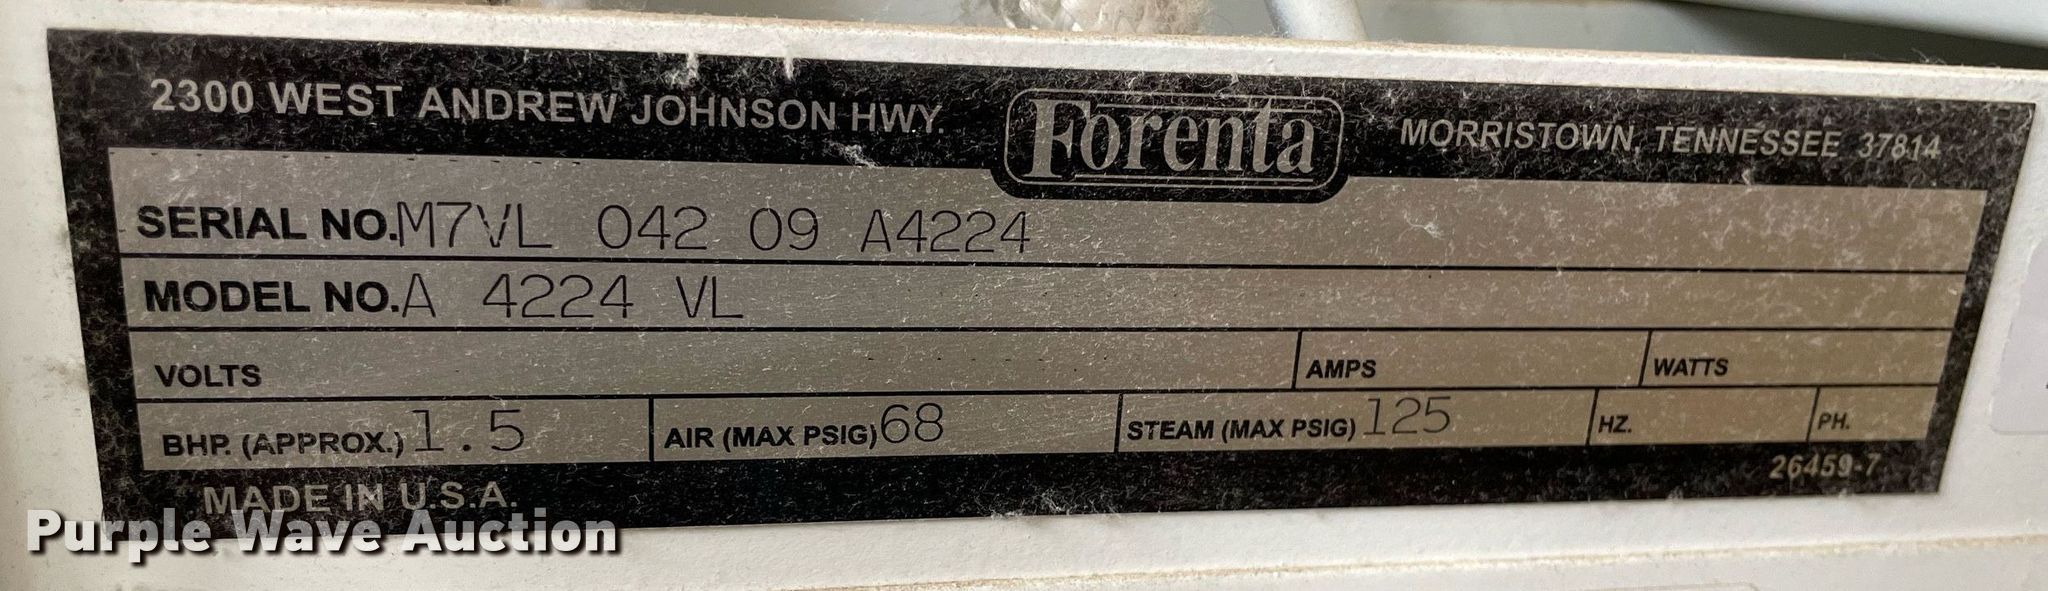 2300 WEST ANDREW JOHNSON HWY. Forenta MORRISTOWN, TENNESSEE 37814
SERIAL NO. M7VL 042 09 A4224
MODEL NO. A 4224 VL
VOLTS AMPS WATTS
BHP. (APPROX.) 1.5 AIR (MAX PSIG) 68 STEAM (MAX PSIG) 125 HZ. PH.
MADE IN U.S.A. 26459-7
Purple Wave Auction